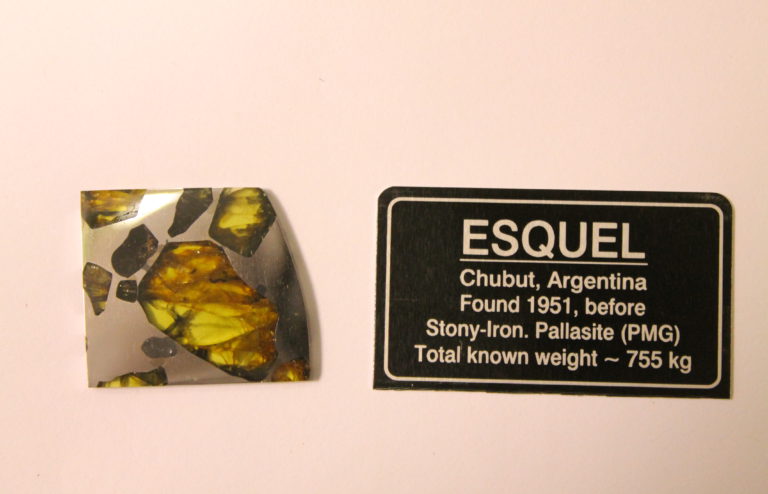 ESQUEL
Chubut, Argentina
Found 1951, before
Stony-Iron. Pallasite (PMG)
Total known weight ~ 755 kg